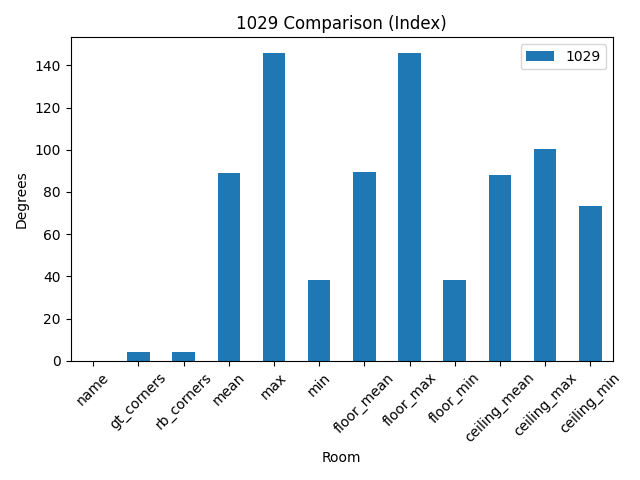 1029 Comparison (Index)
1029
Degrees
140
120
100
80
60
40
20
0
name
gt_corners
rb_corners
mean
max
min
floor_mean
floor_max
floor_min
ceiling_mean
ceiling_max
ceiling_min
Room